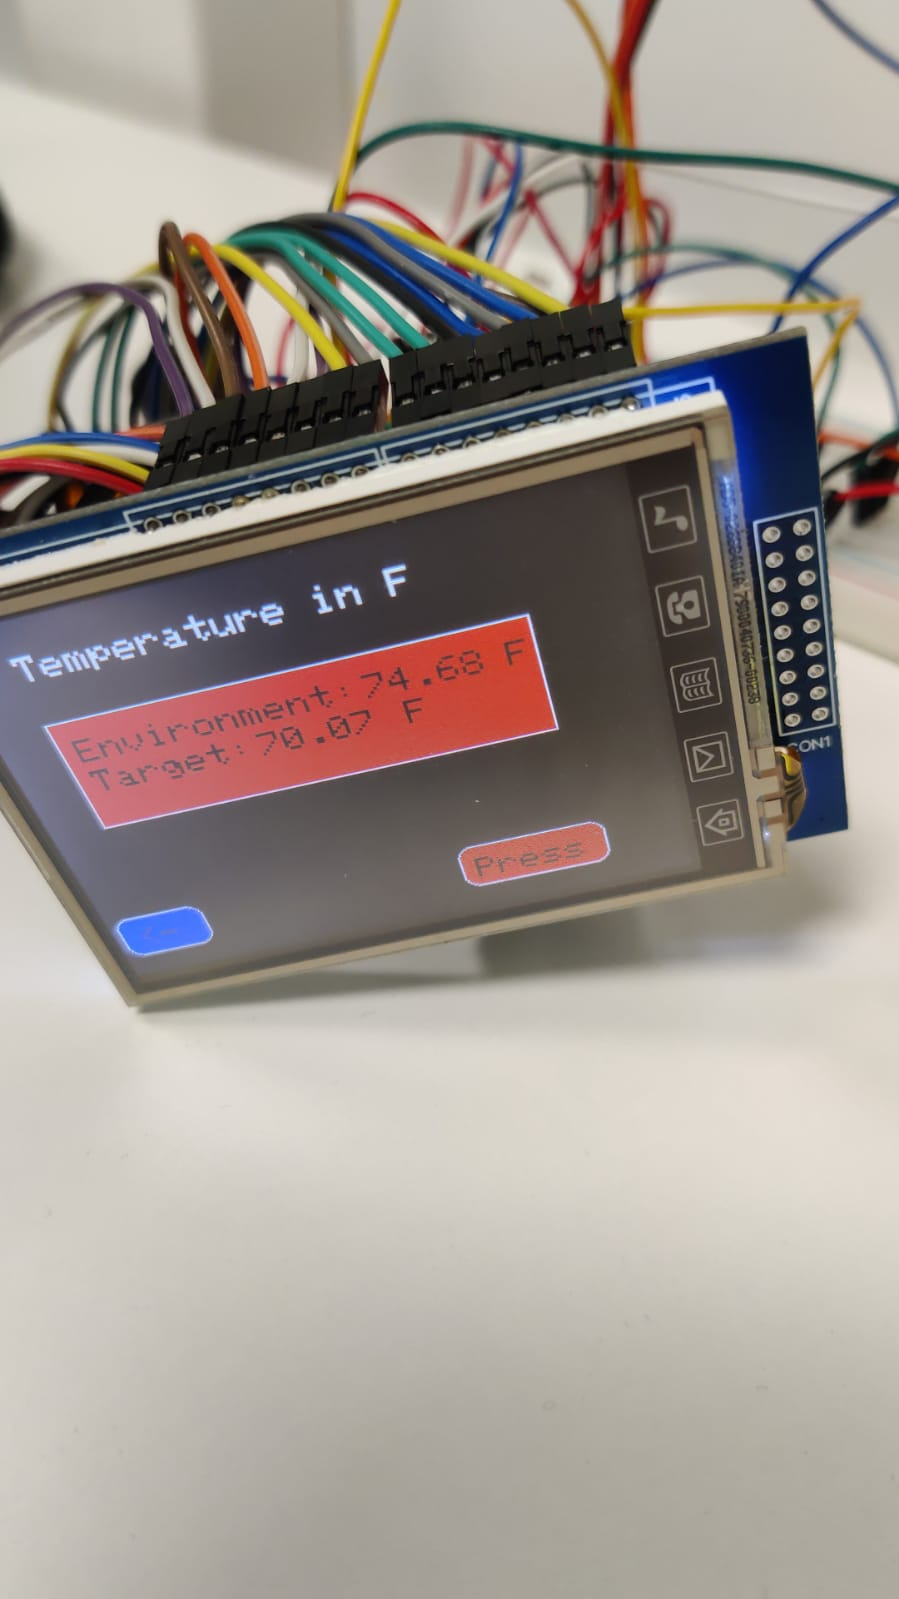 Temperature in F
Environment:74.68 F
Target:70.07 F
Press
<-
CON1